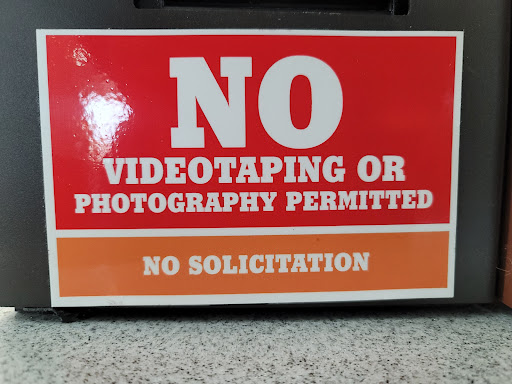 NO
VIDEOTAPING OR
PHOTOGRAPHY PERMITTED
NO SOLICITATION